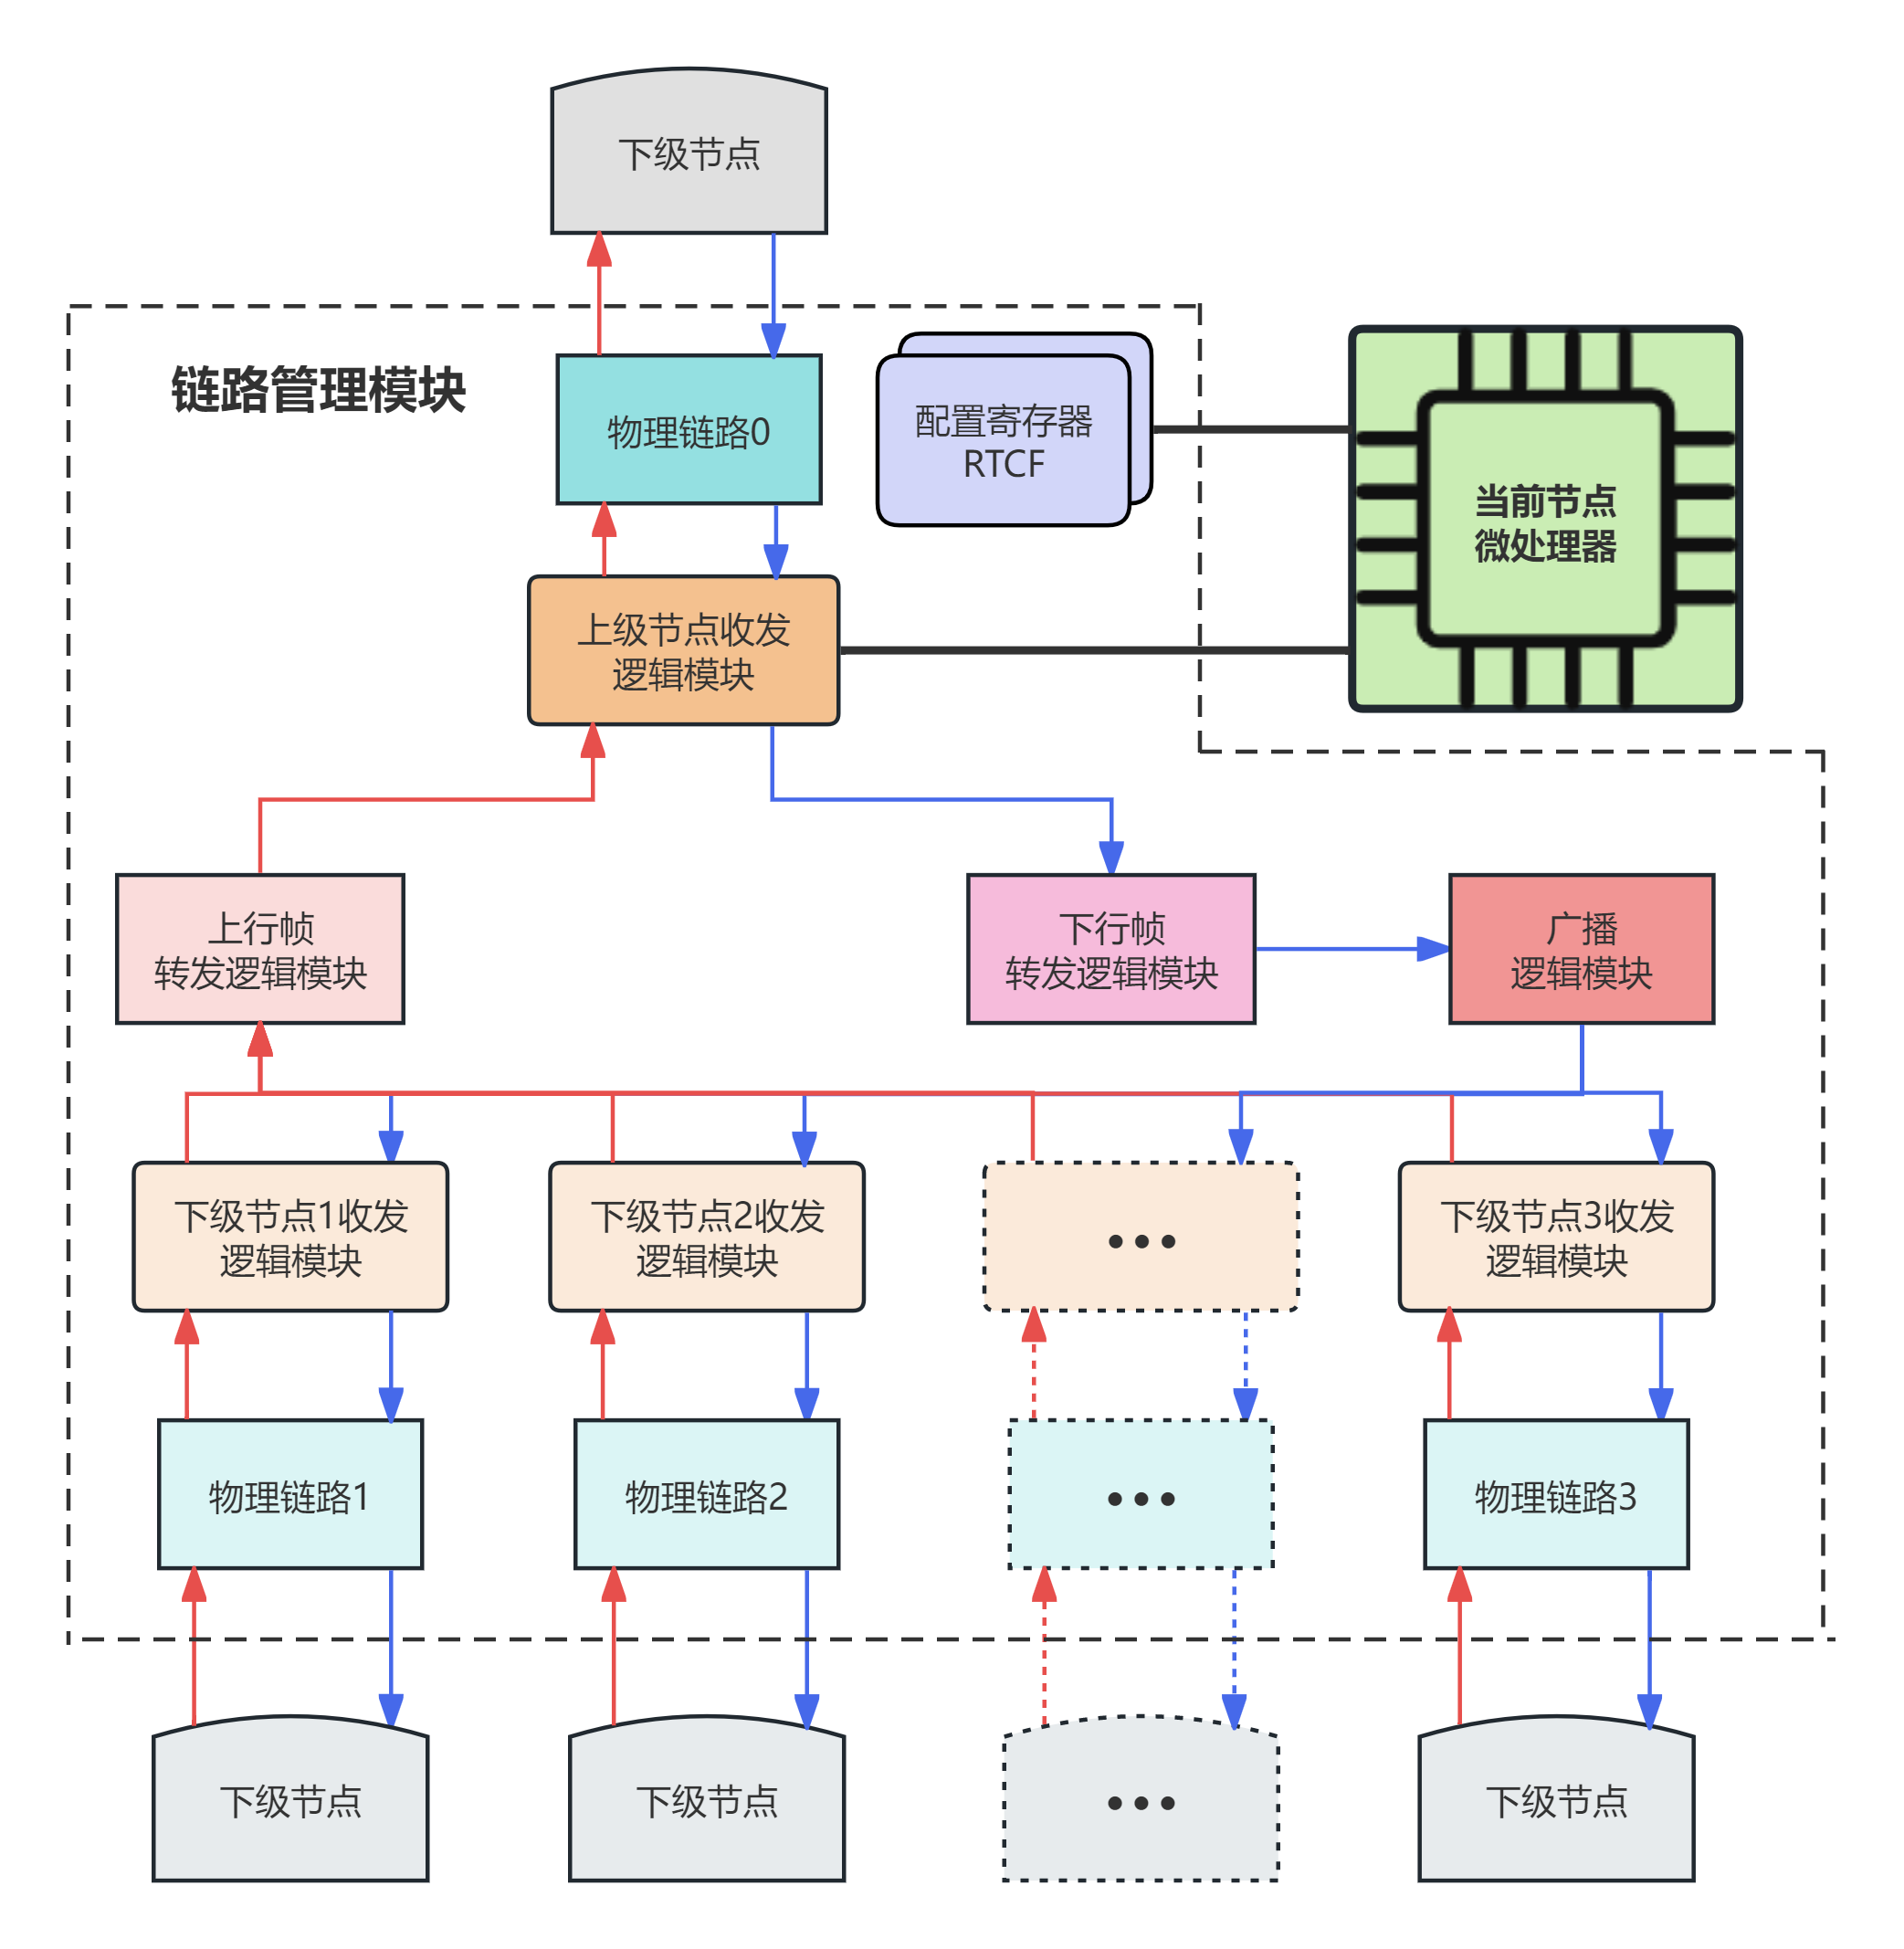 下级节点
链路管理模块
物理链路0
配置寄存器
RTCF
当前节点
微处理器
上级节点收发
逻辑模块
上行帧
转发逻辑模块
下行帧
转发逻辑模块
广播
逻辑模块
下级节点1收发
逻辑模块
下级节点2收发
逻辑模块
•••
下级节点3收发
逻辑模块
物理链路1
物理链路2
•••
物理链路3
下级节点
下级节点
•••
下级节点